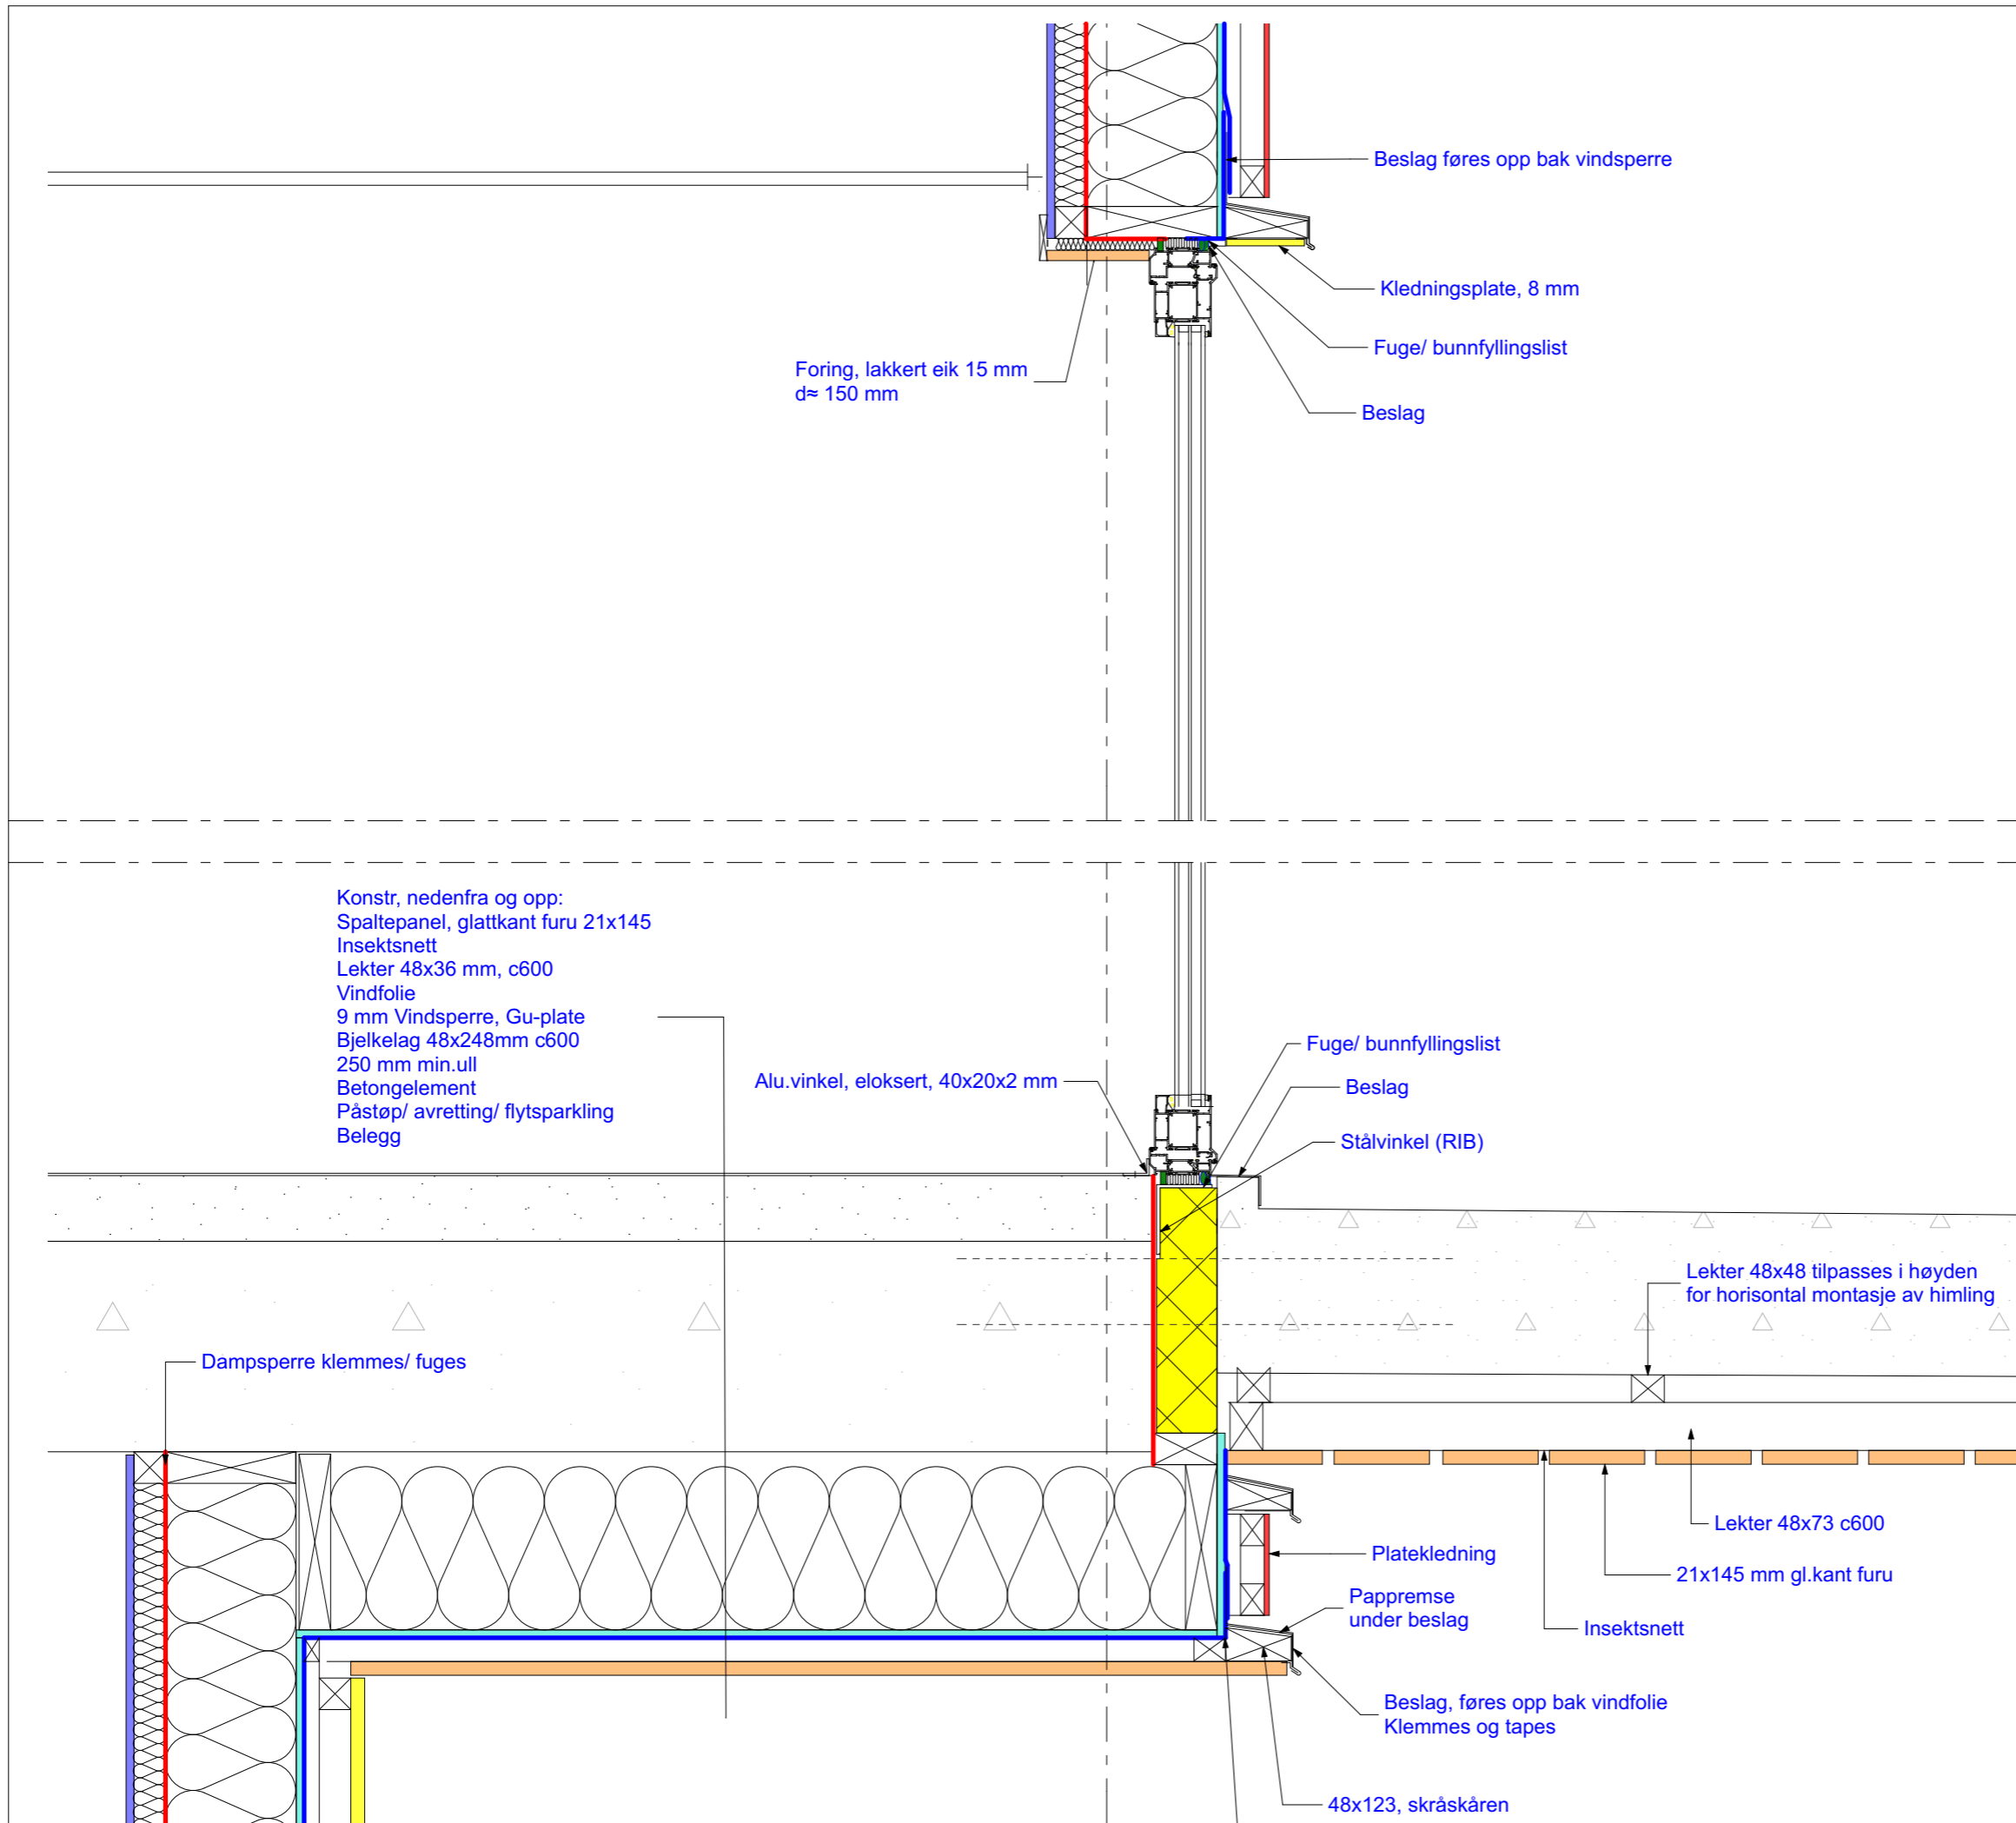 Beslag føres opp bak vindsperre
Kledningsplate, 8 mm
Fuge/ bunnfyllingslist
Foring, lakkert eik 15 mm
d≈ 150 mm
Beslag
Konstr, nedenfra og opp:
Spaltepanel, glattkant furu 21x145
Insektsnett
Lekter 48x36 mm, c600
Vindfolie
9 mm Vindsperre, Gu-plate
Bjelkelag 48x248mm c600
250 mm min.ull
Betongelement
Påstøp/ avretting/ flytsparkling
Belegg
Alu.vinkel, eloksert, 40x20x2 mm
Fuge/ bunnfyllingslist
Beslag
Stålvinkel (RIB)
Lekter 48x48 tilpasses i høyden
for horisontal montasje av himling
Dampsperre klemmes/ fuges
Lekter 48x73 c600
Platekledning
21x145 mm gl.kant furu
Pappremse
under beslag
Insektsnett
Beslag, føres opp bak vindfolie
Klemmes og tapes
48x123, skråskåren